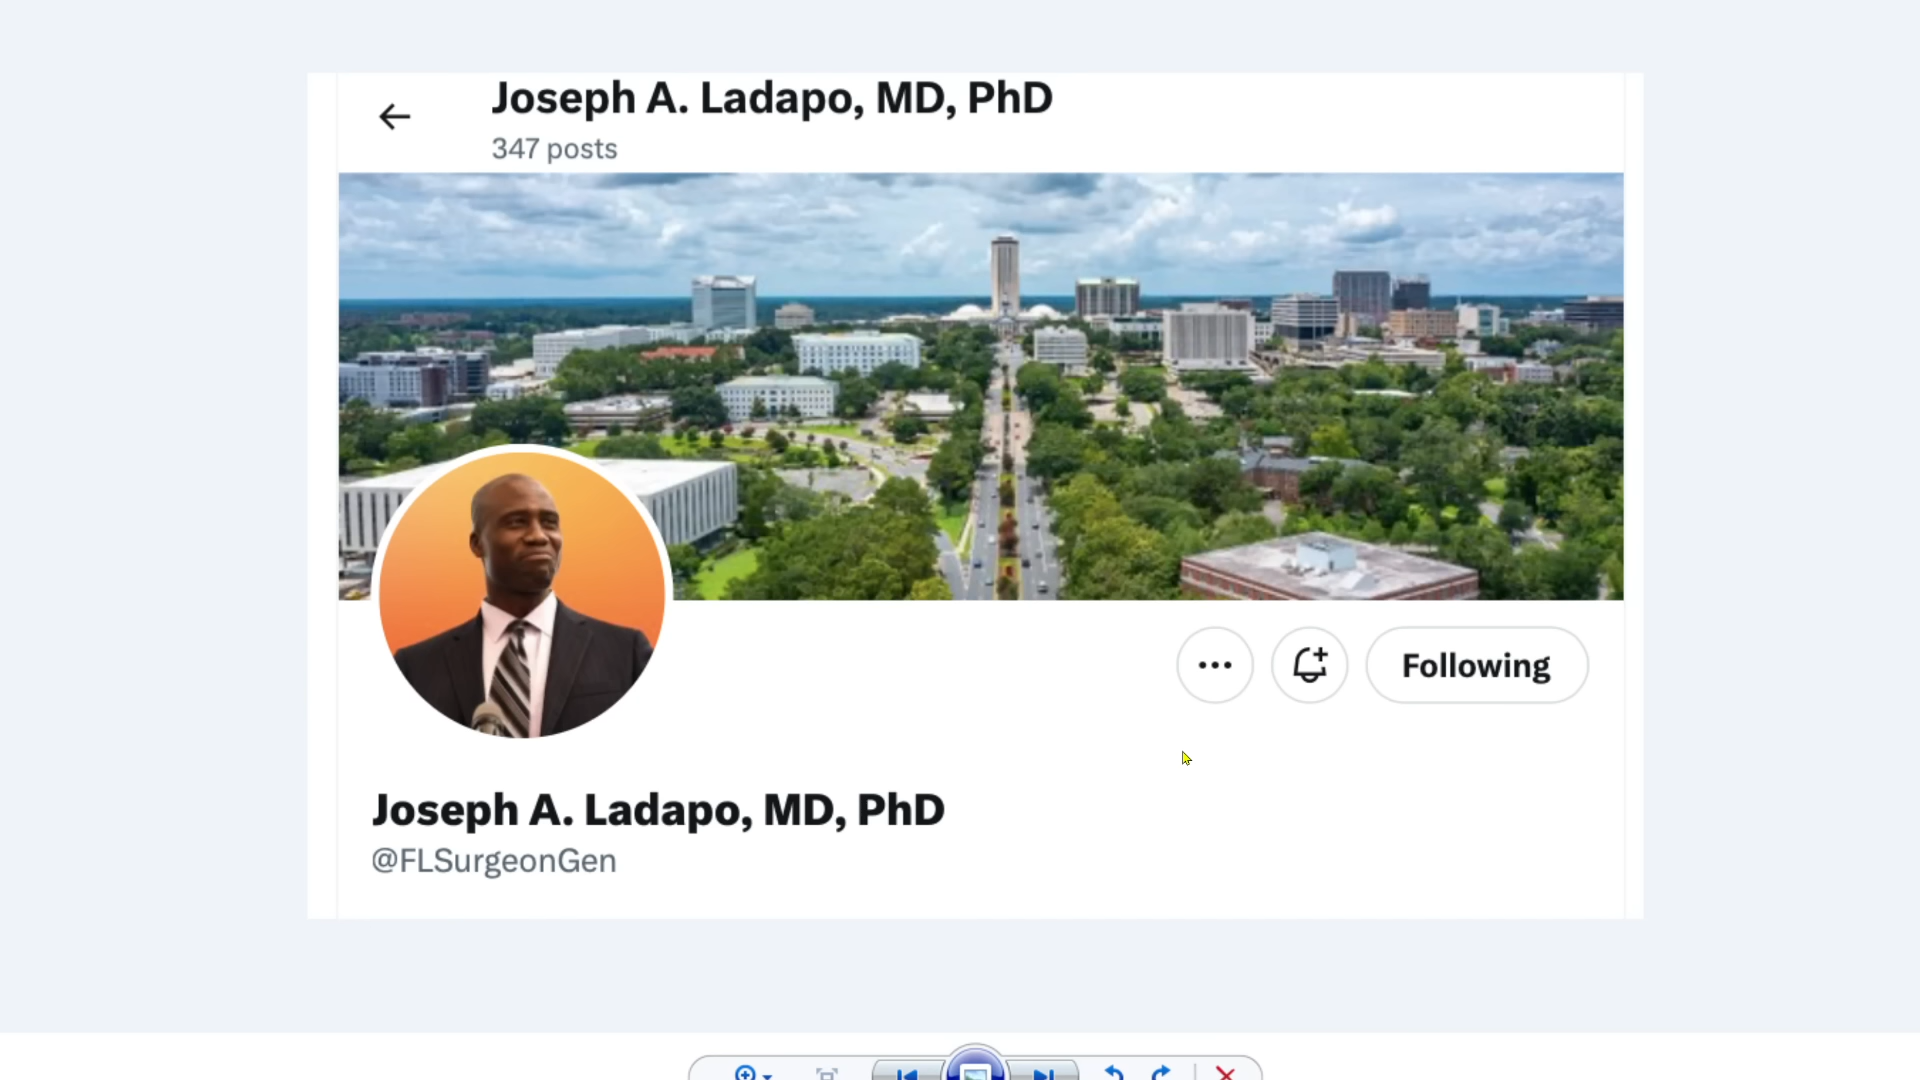 Joseph A. Ladapo, MD, PhD
347 posts
Following
Joseph A. Ladapo, MD, PhD
@FLSurgeonGen